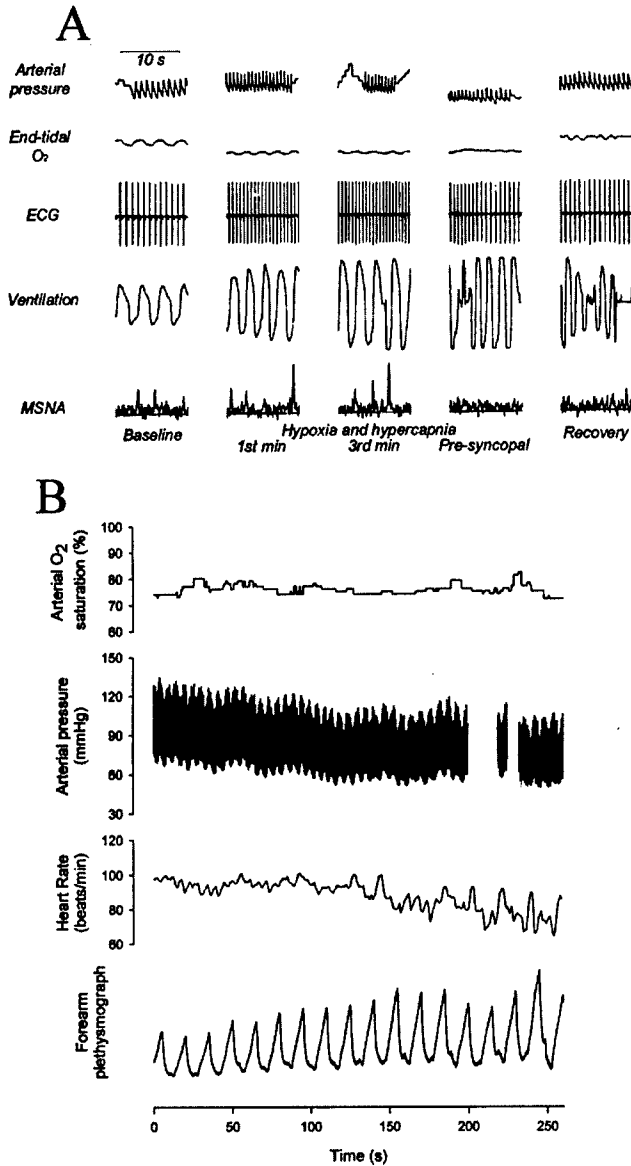 A
10 s
Arterial
pressure
End-tidal
O₂
ECG
Ventilation
MSNA
Baseline
Hypoxia and hypercapnia
1st min
3rd min
Pre-syncopal
Recovery
B
Arterial O₂
saturation (%)
100
90
80
70
60
Arterial pressure
(mmHg)
150
120
90
60
30
Heart Rate
(beats/min)
120
100
80
60
Forearm
plethysmograph
0
50
100
150
200
250
Time (s)